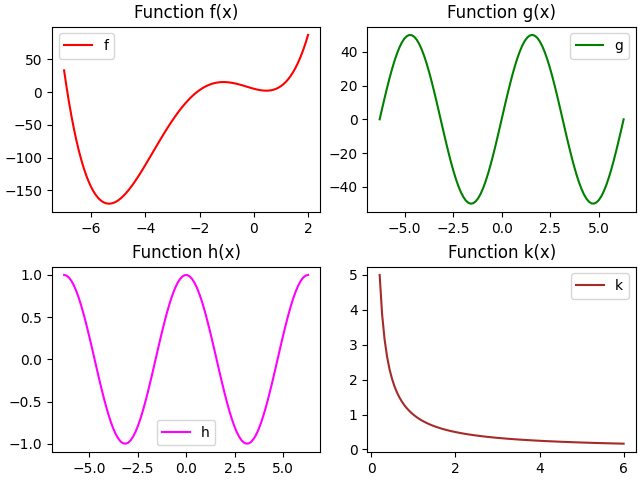 Function f(x)
f
50
0
−50
−100
−150
−6 −4 −2 0 2
Function g(x)
g
40
20
0
−20
−40
−5.0 −2.5 0.0 2.5 5.0
Function h(x)
h
1.0
0.5
0.0
−0.5
−1.0
−5.0 −2.5 0.0 2.5 5.0
Function k(x)
k
5
4
3
2
1
0
0 2 4 6